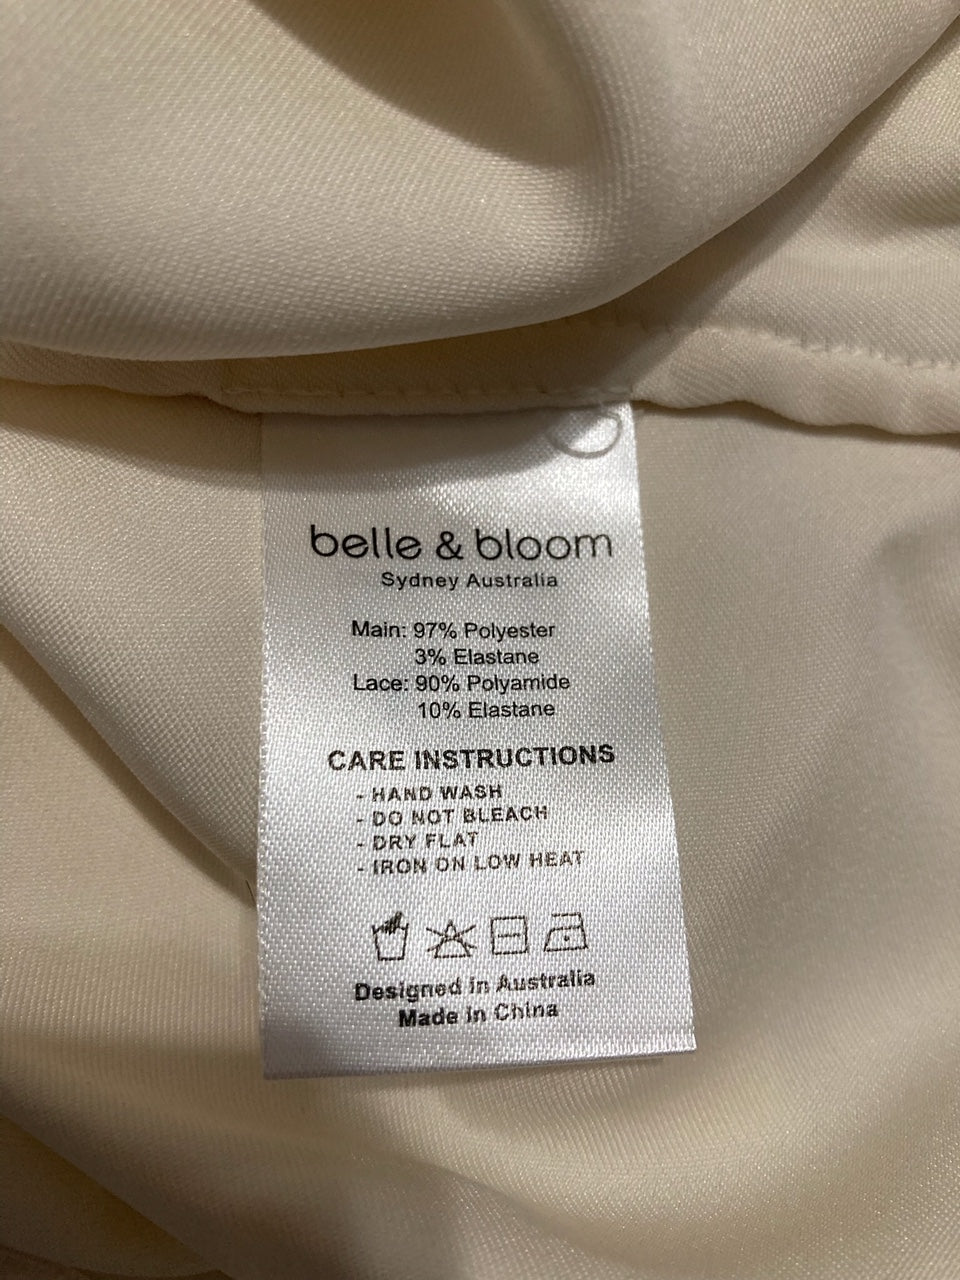 belle & bloom
Sydney Australia
Main: 97% Polyester
3% Elastane
Lace: 90% Polyamide
10% Elastane
CARE INSTRUCTIONS
- HAND WASH
- DO NOT BLEACH
- DRY FLAT
- IRON ON LOW HEAT
Designed in Australia
Made in China